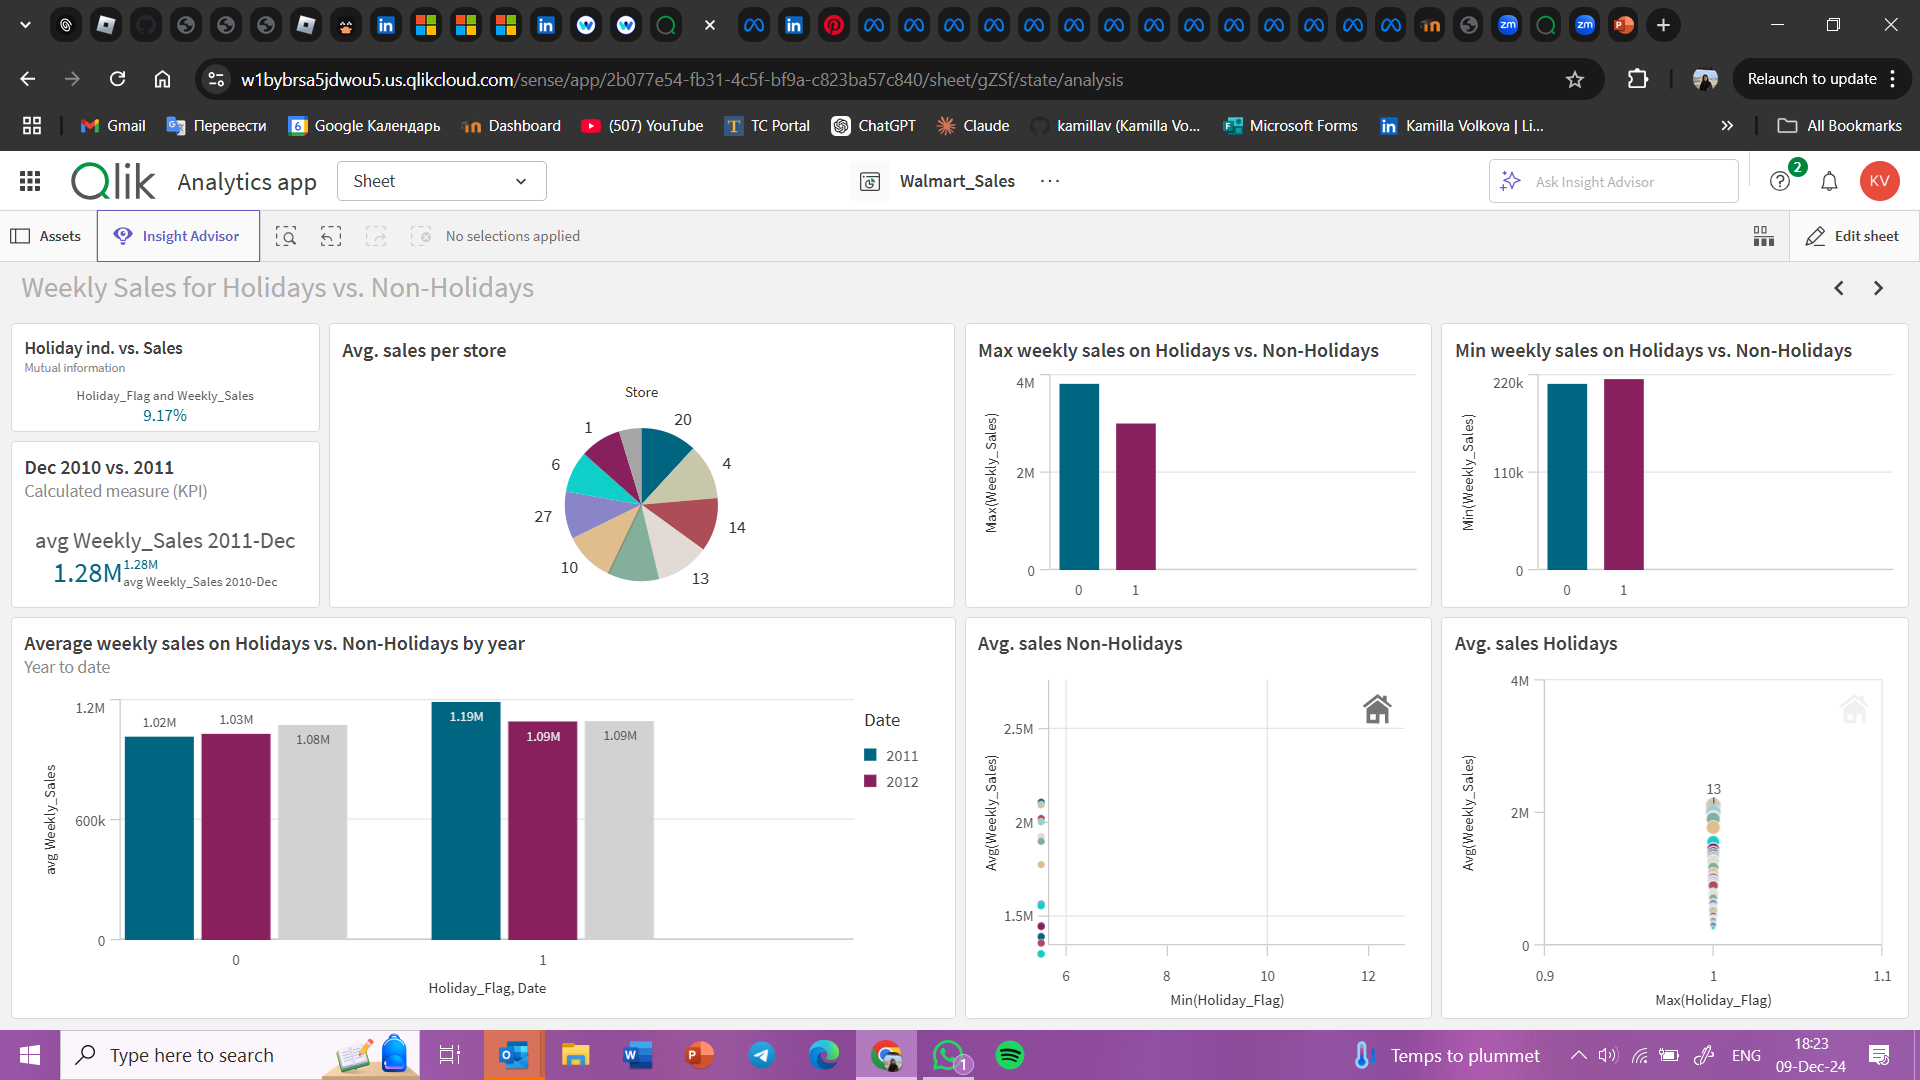 w1bybrsa5jdwou5.us.qlikcloud.com/sense/app/2b077e54-fb31-4c5f-bf9a-c823ba57c840/sheet/gZSf/state/analysis
Relaunch to update
Gmail
Перевести
Google Календарь
Dashboard
(507) YouTube
TC Portal
ChatGPT
Claude
kamillav (Kamilla Vo...
Microsoft Forms
Kamilla Volkova | Li...
All Bookmarks
Qlik
Analytics app
Sheet
Walmart_Sales
Ask Insight Advisor
2
KV
Assets
Insight Advisor
No selections applied
Edit sheet
Weekly Sales for Holidays vs. Non-Holidays
Holiday ind. vs. Sales
Mutual information
Holiday_Flag and Weekly_Sales
9.17%
Dec 2010 vs. 2011
Calculated measure (KPI)
avg Weekly_Sales 2011-Dec
1.28M
1.28M
avg Weekly_Sales 2010-Dec
Avg. sales per store
Store
20
4
14
13
10
27
6
1
Max weekly sales on Holidays vs. Non-Holidays
Max(Weekly_Sales)
4M
2M
0
0
1
Min weekly sales on Holidays vs. Non-Holidays
Min(Weekly_Sales)
220k
110k
0
0
1
Average weekly sales on Holidays vs. Non-Holidays by year
Year to date
avg Weekly_Sales
1.2M
600k
0
1.02M
1.03M
1.08M
1.19M
1.09M
1.09M
0
1
Holiday_Flag, Date
Date
2011
2012
Avg. sales Non-Holidays
Avg(Weekly_Sales)
2.5M
2M
1.5M
6
8
10
12
Min(Holiday_Flag)
Avg. sales Holidays
Avg(Weekly_Sales)
4M
2M
0
13
0.9
1
1.1
Max(Holiday_Flag)
Type here to search
1
Temps to plummet
ENG
18:23
09-Dec-24